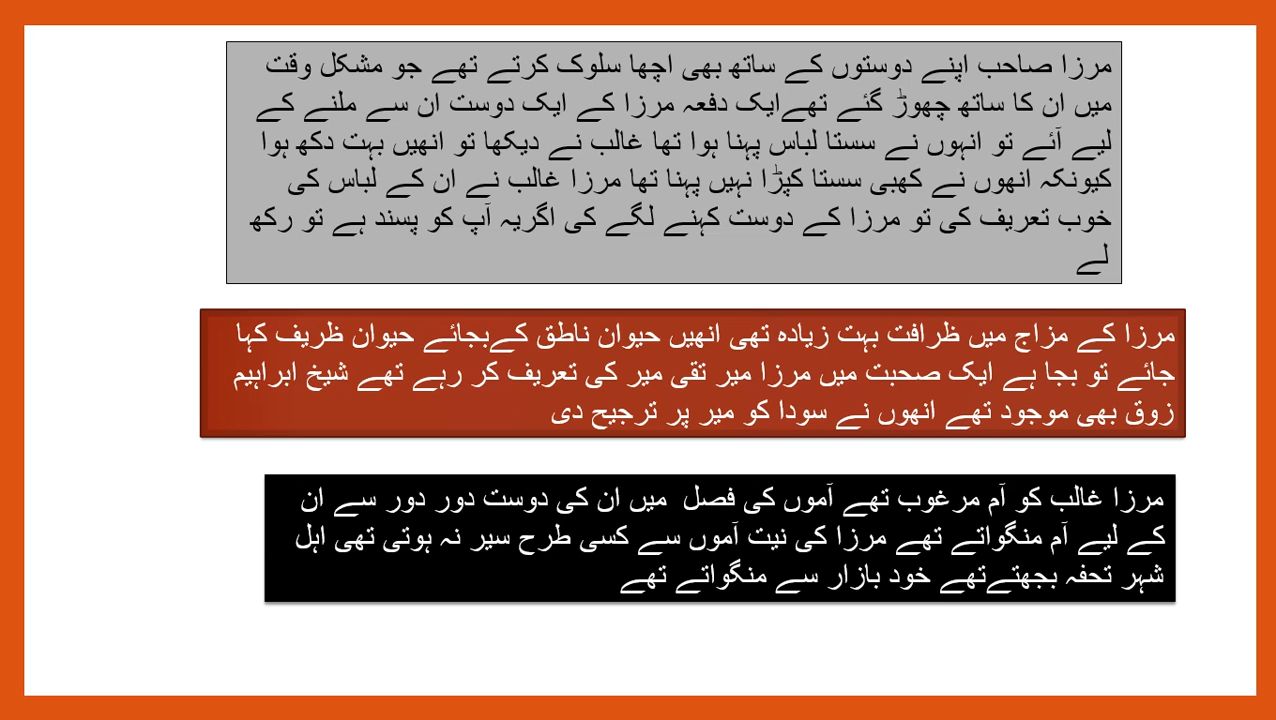 مرزا صاحب اپنے دوستوں کے ساتھ بھی اچھا سلوک کرتے تھے جو مشکل وقت
میں ان کا ساتھ چھوڑ گئے تھےایک دفعہ مرزا کے ایک دوست ان سے ملنے کے
لیے آئے تو انہوں نے سستا لباس پہنا ہوا تھا غالب نے دیکھا تو انھیں بہت دکھ ہوا
کیونکہ انھوں نے کھبی سستا کپڑا نہیں پہنا تھا مرزا غالب نے ان کے لباس کی
خوب تعریف کی تو مرزا کے دوست کہنے لگے کی اگریہ آپ کو پسند ہے تو رکھ
لے
مرزا کے مزاج میں ظرافت بہت زیادہ تھی انھیں حیوان ناطق کےبجائے حیوان ظریف کہا
جائے تو بجا ہے ایک صحبت میں مرزا میر تقی میر کی تعریف کر رہے تھے شیخ ابراہیم
زوق بھی موجود تھے انھوں نے سودا کو میر پر ترجیح دی
مرزا غالب کو آم مرغوب تھے آموں کی فصل میں ان کی دوست دور دور سے ان
کے لیے آم منگواتے تھے مرزا کی نیت آموں سے کسی طرح سیر نہ ہوتی تھی اہل
شہر تحفہ بجھتےتھے خود بازار سے منگواتے تھے